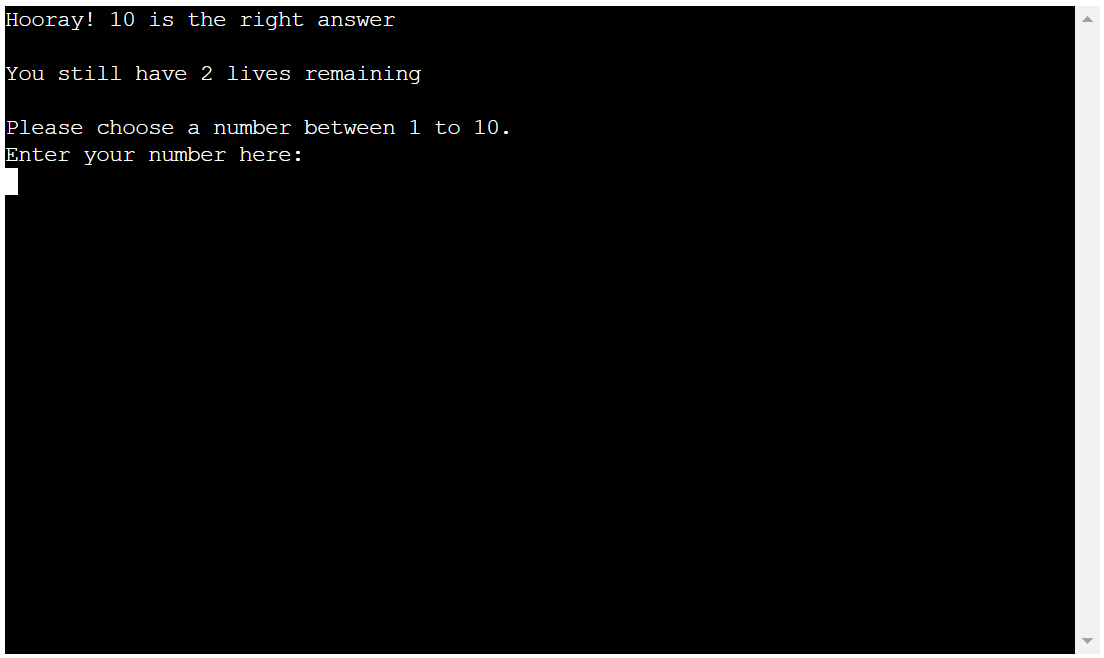 Hooray! 10 is the right answer
You still have 2 lives remaining
Please choose a number between 1 to 10.
Enter your number here: